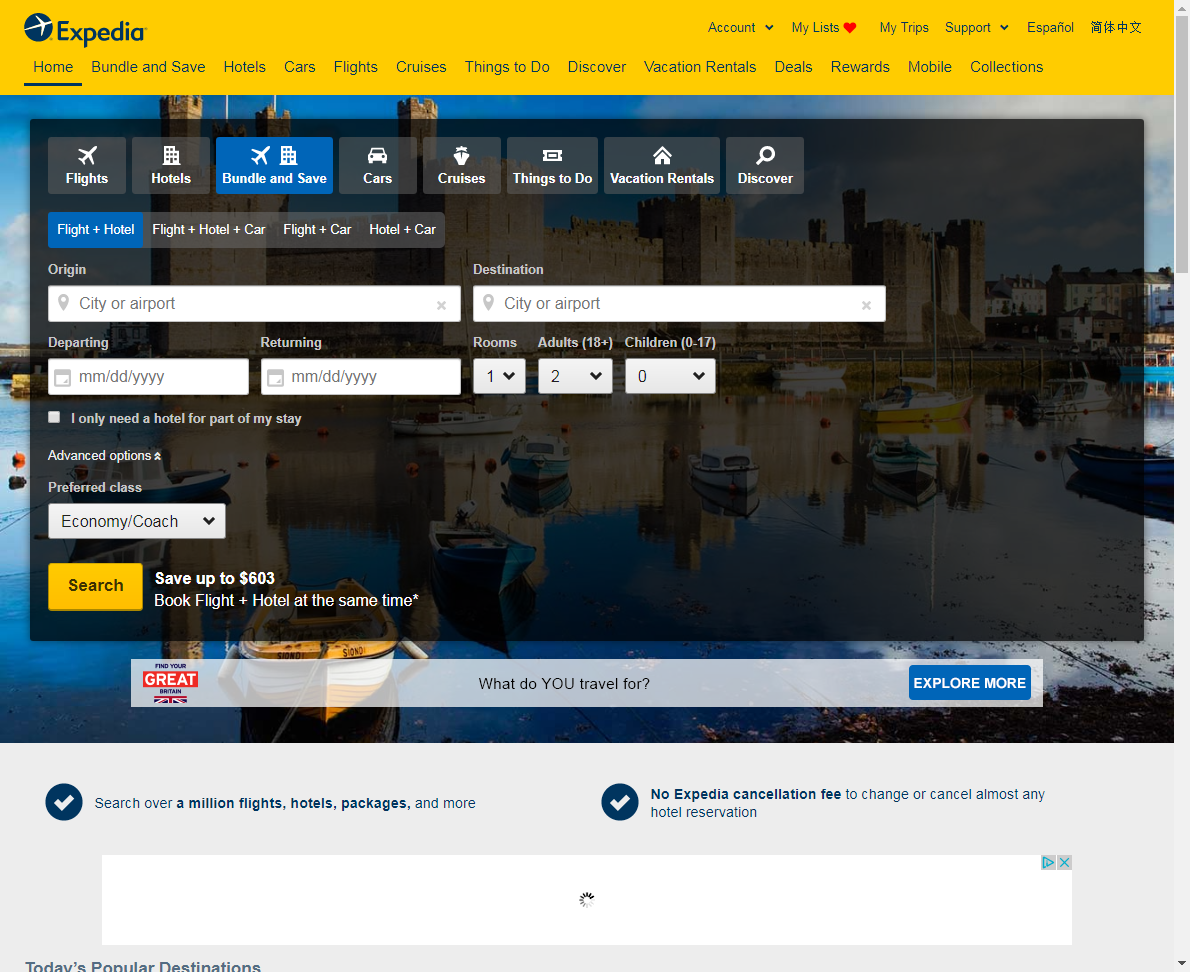 Expedia
Account My Lists My Trips Support Español 简体中文
Home Bundle and Save Hotels Cars Flights Cruises Things to Do Discover Vacation Rentals Deals Rewards Mobile Collections
Flights Hotels Bundle and Save Cars Cruises Things to Do Vacation Rentals Discover
Flight + Hotel Flight + Hotel + Car Flight + Car Hotel + Car
Origin Destination
City or airport City or airport
Departing Returning Rooms Adults (18+) Children (0-17)
mm/dd/yyyy mm/dd/yyyy 1 2 0
I only need a hotel for part of my stay
Advanced options
Preferred class
Economy/Coach
Search
Save up to $603
Book Flight + Hotel at the same time*
SIONDI SIONDI
FIND YOUR
GREAT
BRITAIN
What do YOU travel for?
EXPLORE MORE
Search over a million flights, hotels, packages, and more
No Expedia cancellation fee to change or cancel almost any
hotel reservation
Today's Popular Destinations